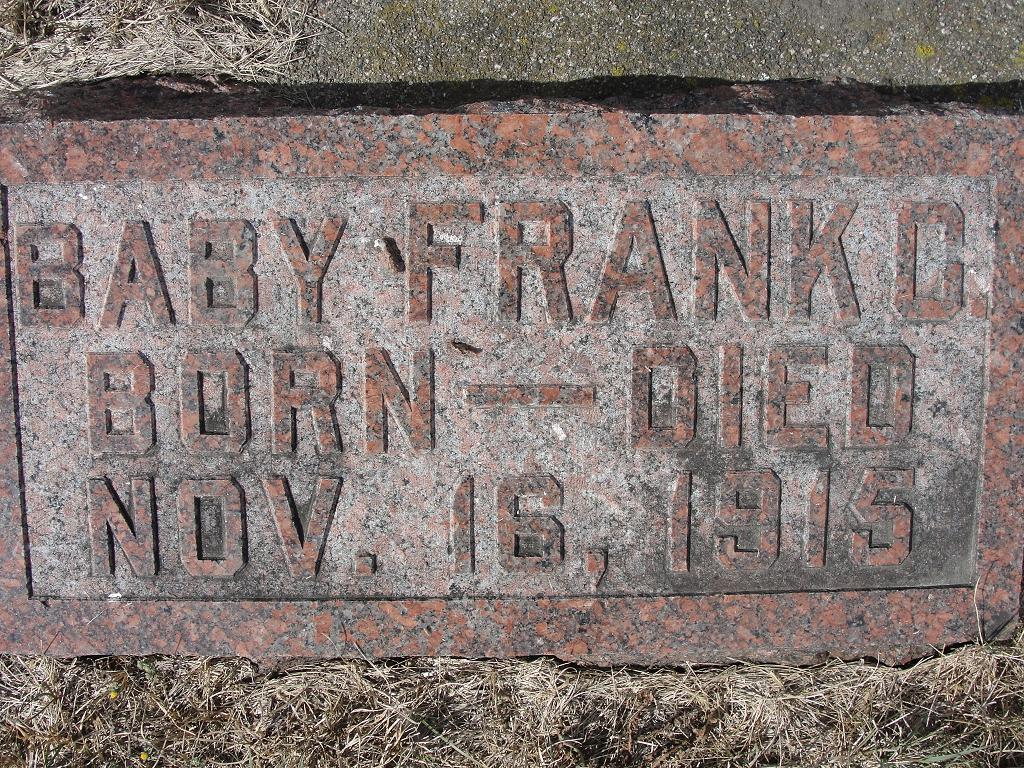 BABY FRANK C.
BORN — DIED
NOV. 16, 1915